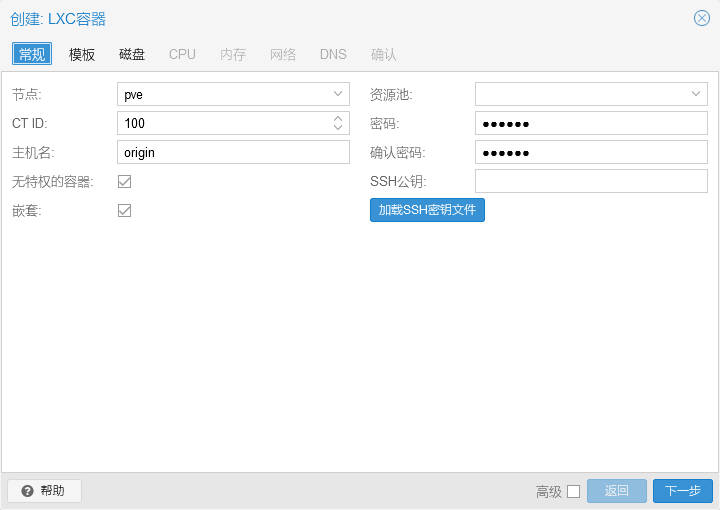 创建: LXC容器
常规 模板 磁盘 CPU 内存 网络 DNS 确认
节点: pve 资源池:
CT ID: 100 密码: ●●●●●●
主机名: origin 确认密码: ●●●●●●
无特权的容器: SSH公钥:
嵌套: 加载SSH密钥文件
帮助 高级 返回 下一步